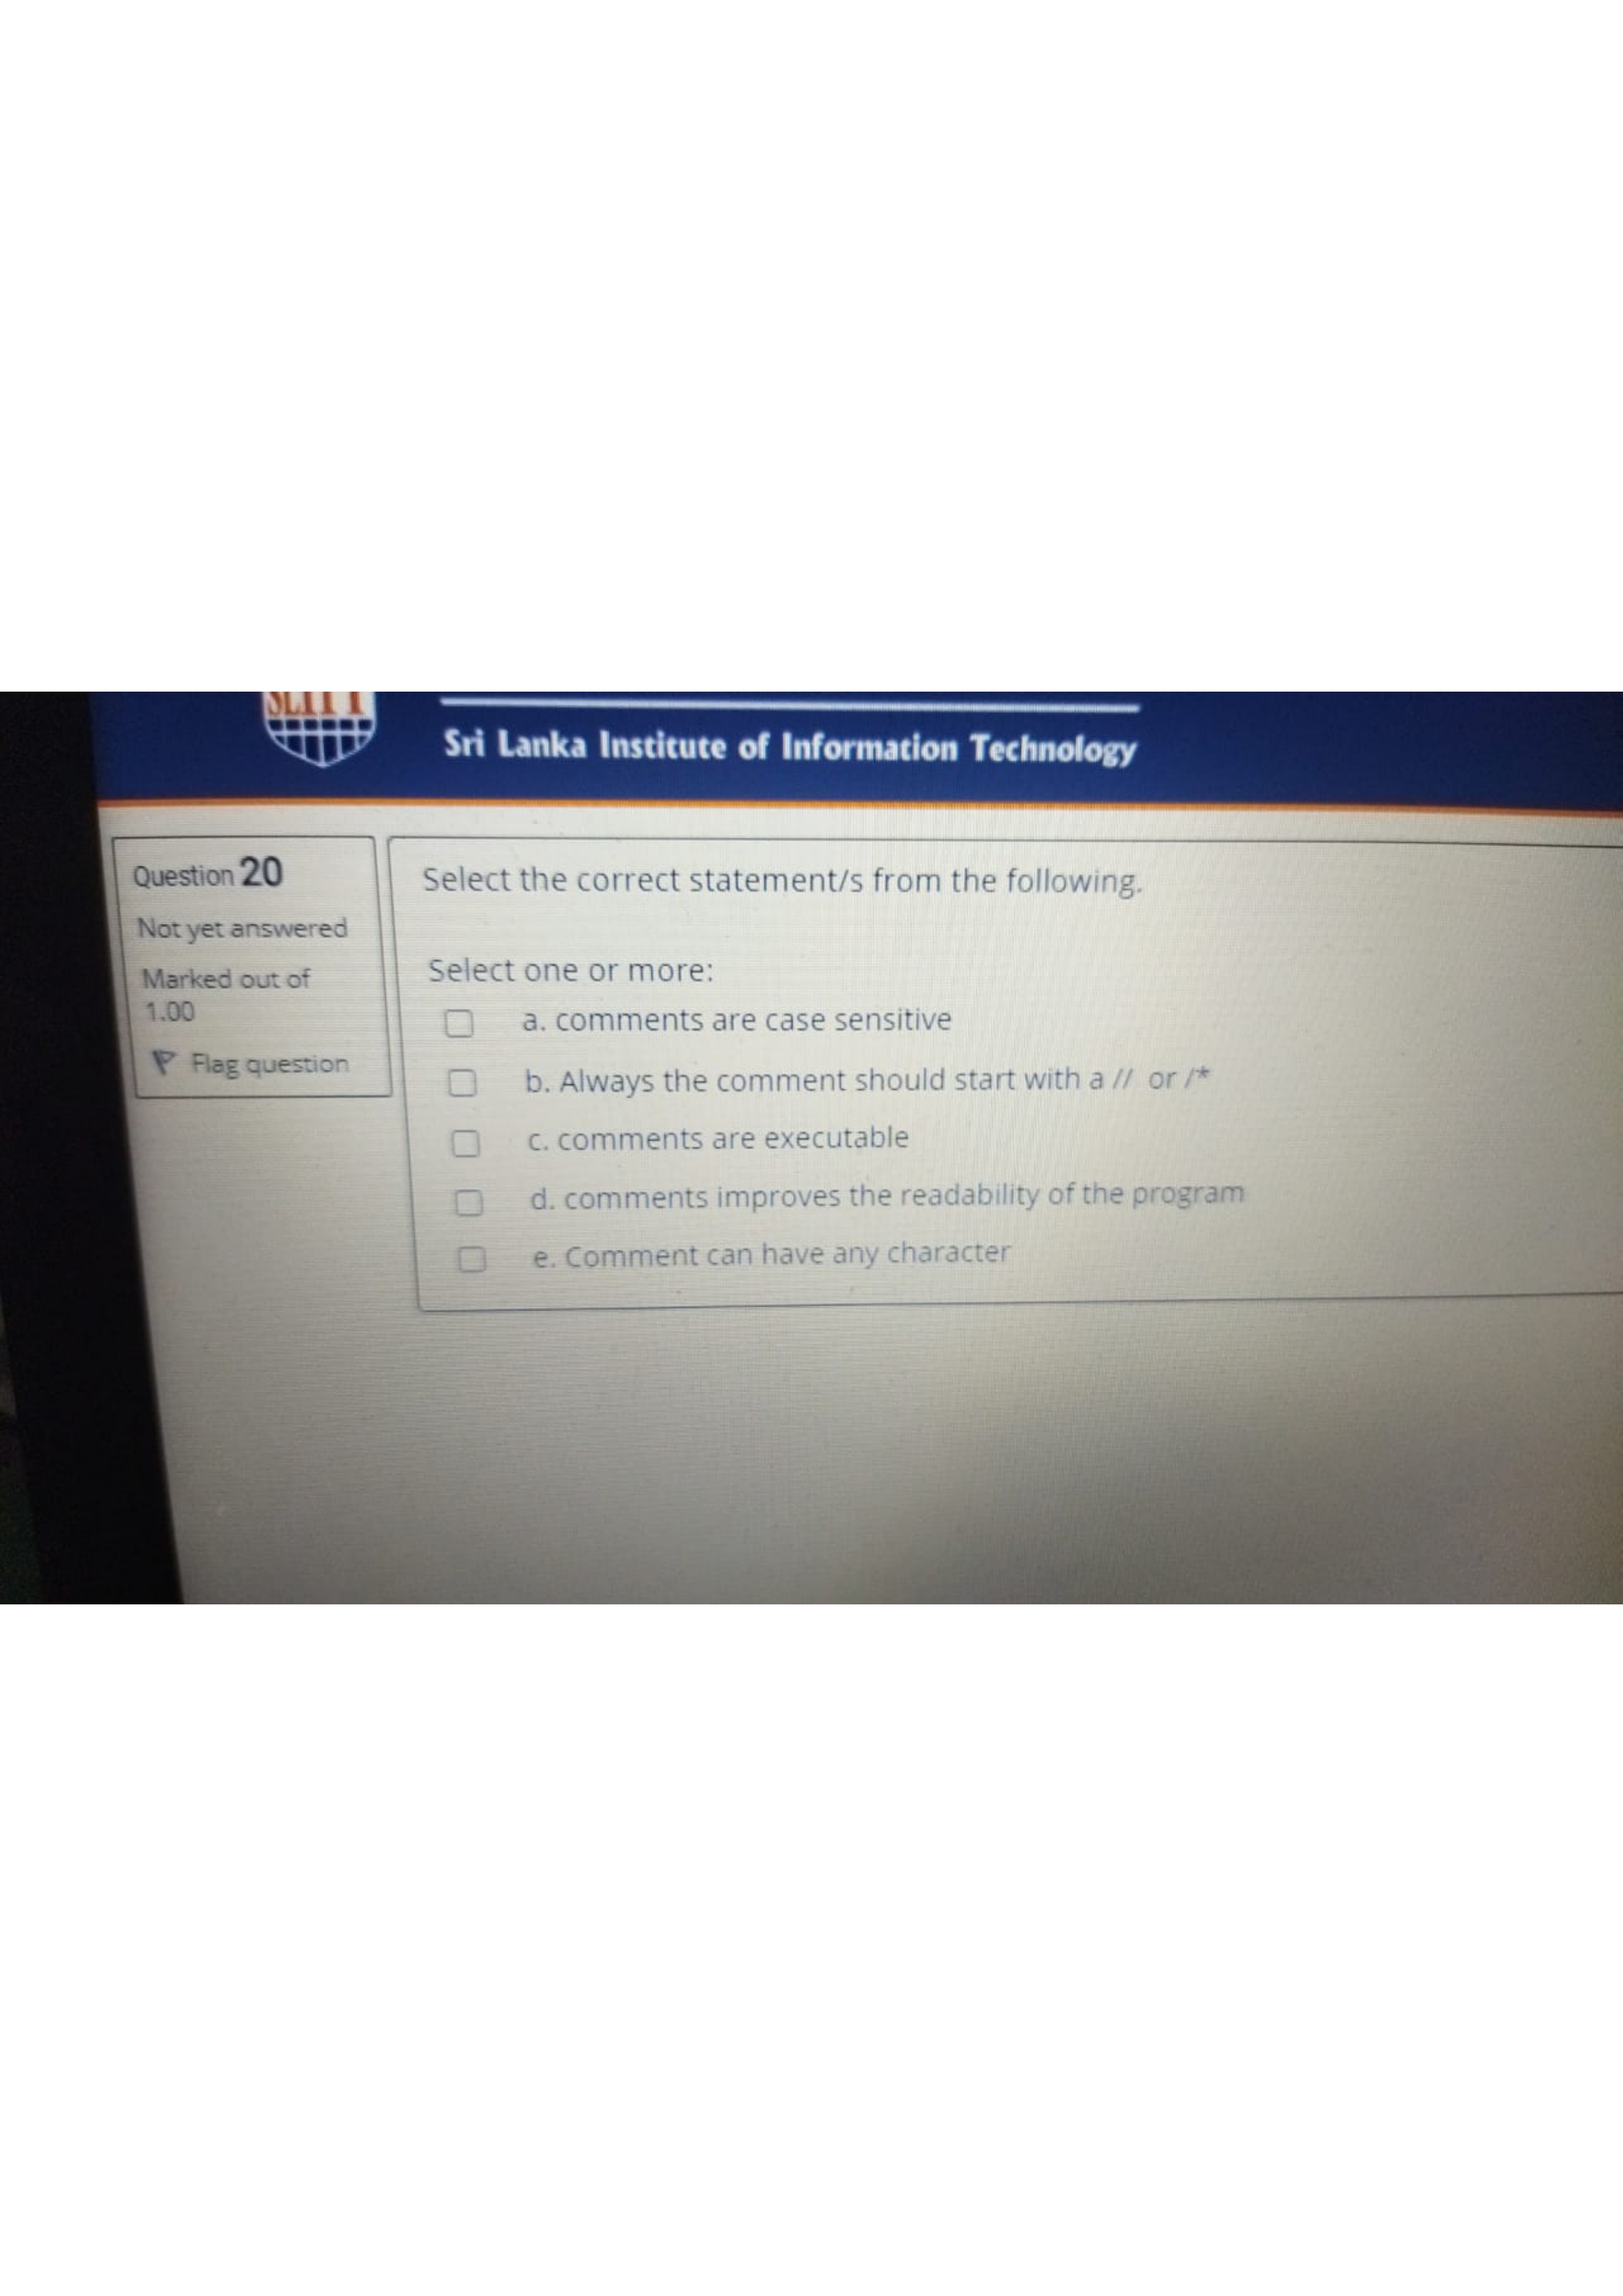 SLIIT
Sri Lanka Institute of Information Technology
Question 20
Not yet answered
Marked out of
1.00
Flag question
Select the correct statement/s from the following.
Select one or more:
a. comments are case sensitive
b. Always the comment should start with a // or /*
c. comments are executable
d. comments improves the readability of the program
e. Comment can have any character